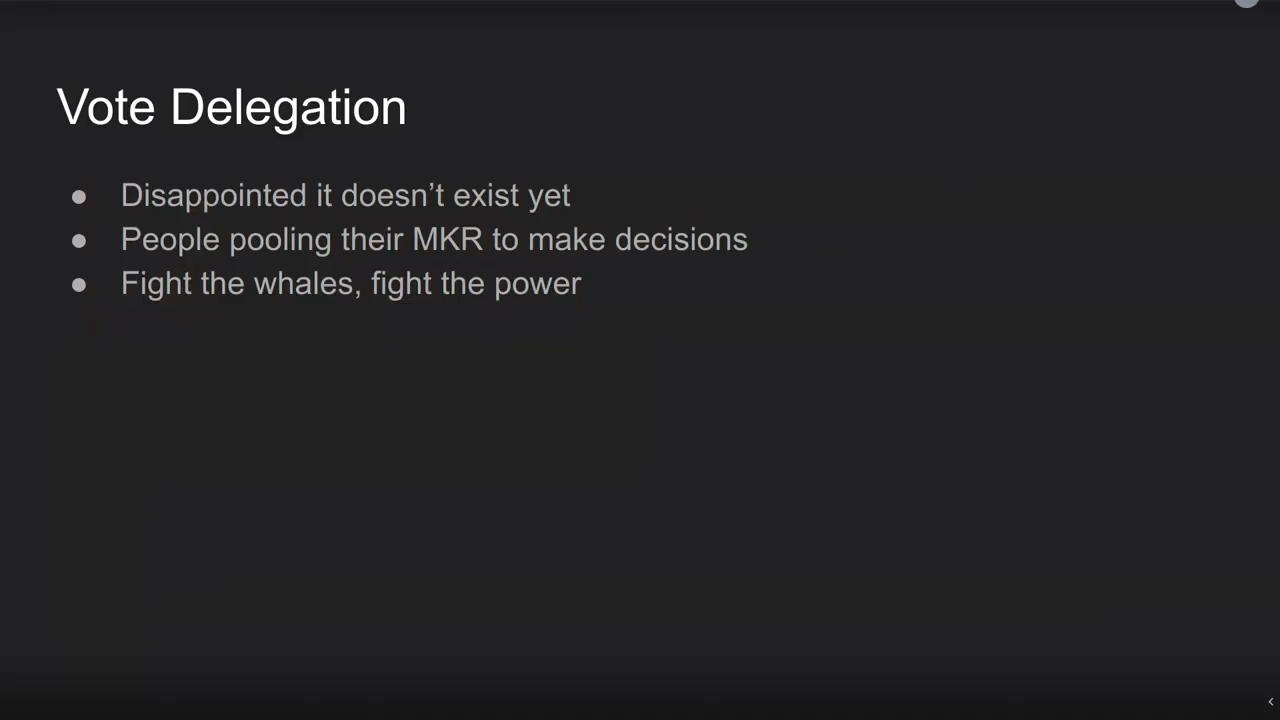 Vote Delegation
● Disappointed it doesn’t exist yet
● People pooling their MKR to make decisions
● Fight the whales, fight the power